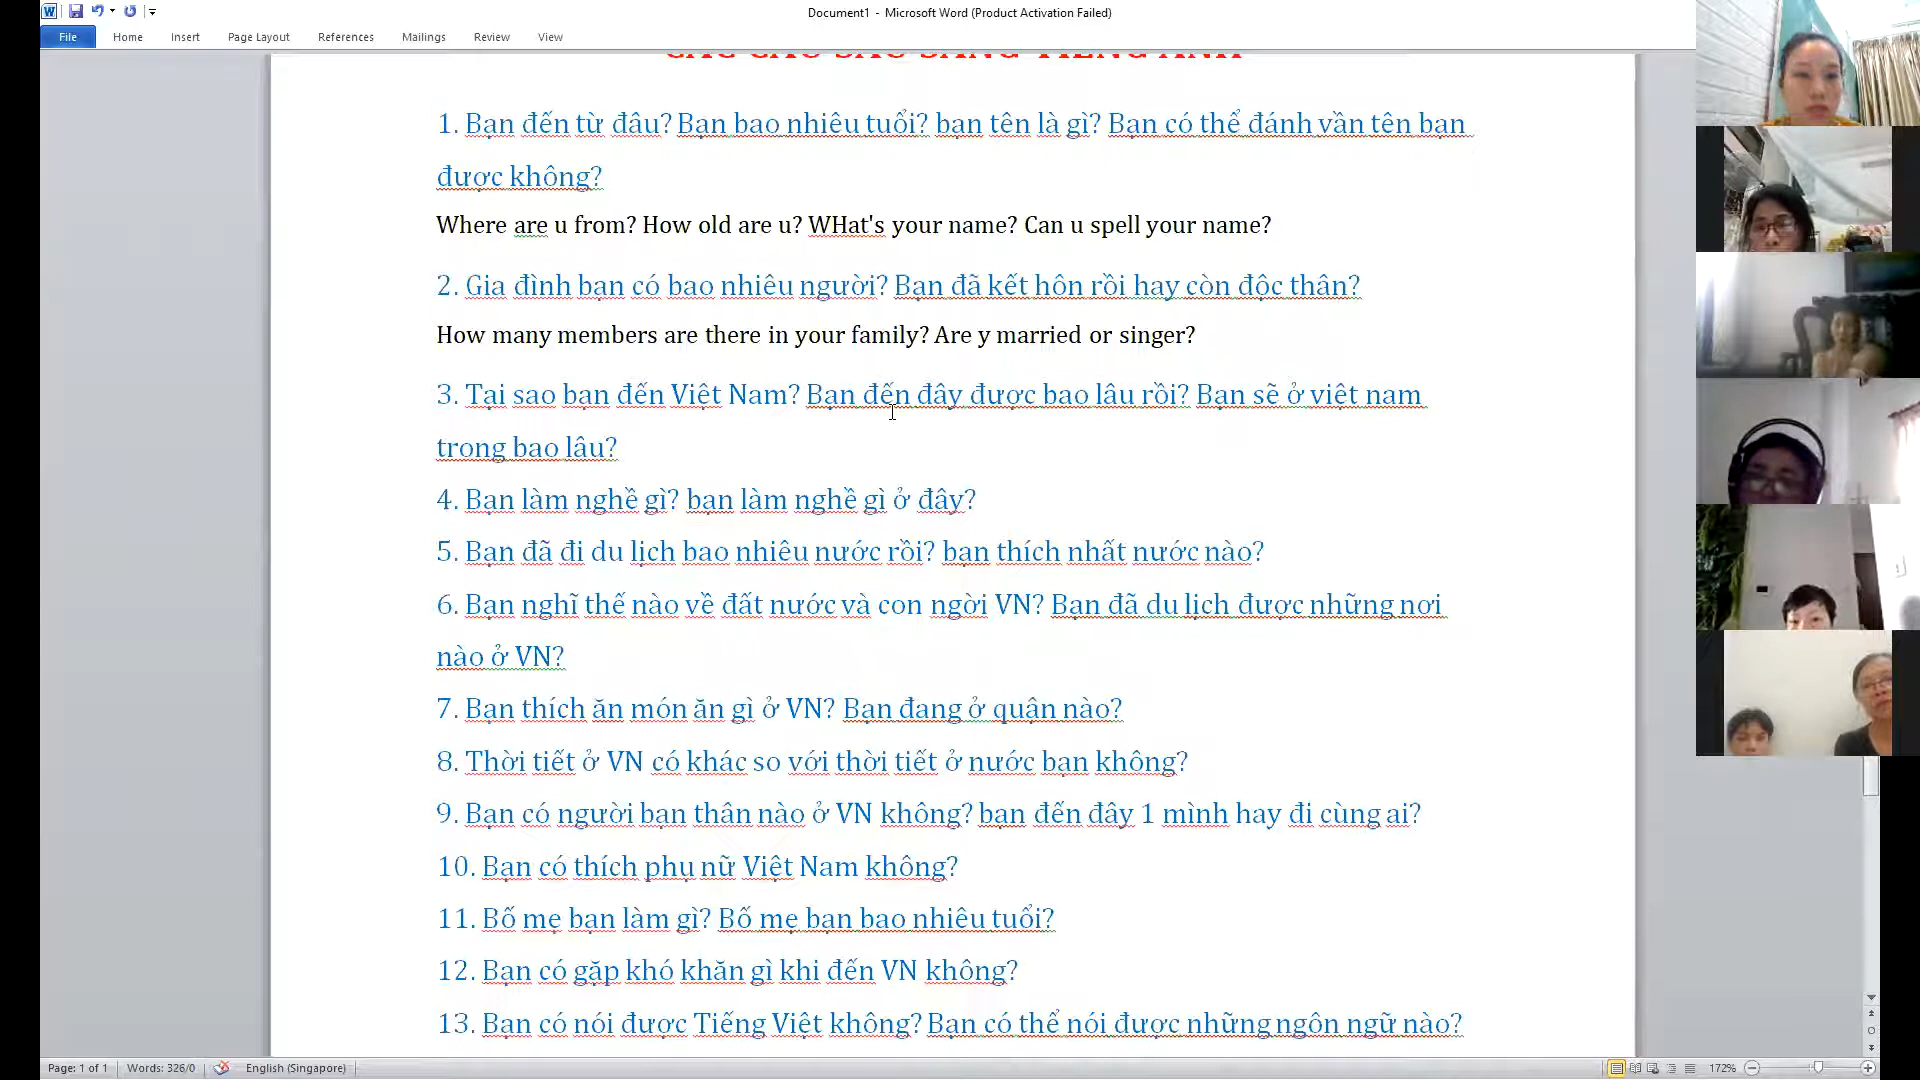 Document1 - Microsoft Word (Product Activation Failed)
File Home Insert Page Layout References Mailings Review View
1. Bạn đến từ đâu? Bạn bao nhiêu tuổi? bạn tên là gì? Bạn có thể đánh vần tên bạn
được không?
Where are u from? How old are u? WHat's your name? Can u spell your name?
2. Gia đình bạn có bao nhiêu người? Bạn đã kết hôn rồi hay còn độc thân?
How many members are there in your family? Are y married or singer?
3. Tại sao bạn đến Việt Nam? Bạn đến đây được bao lâu rồi? Bạn sẽ ở việt nam
trong bao lâu?
4. Bạn làm nghề gì? bạn làm nghề gì ở đây?
5. Bạn đã đi du lịch bao nhiêu nước rồi? bạn thích nhất nước nào?
6. Bạn nghĩ thế nào về đất nước và con ngời VN? Bạn đã du lịch được những nơi
nào ở VN?
7. Bạn thích ăn món ăn gì ở VN? Bạn đang ở quận nào?
8. Thời tiết ở VN có khác so với thời tiết ở nước bạn không?
9. Bạn có người bạn thân nào ở VN không? bạn đến đây 1 mình hay đi cùng ai?
10. Bạn có thích phụ nữ Việt Nam không?
11. Bố mẹ bạn làm gì? Bố mẹ bạn bao nhiêu tuổi?
12. Bạn có gặp khó khăn gì khi đến VN không?
13. Bạn có nói được Tiếng Việt không? Bạn có thể nói được những ngôn ngữ nào?
Page: 1 of 1 Words: 326/0 English (Singapore) 172%